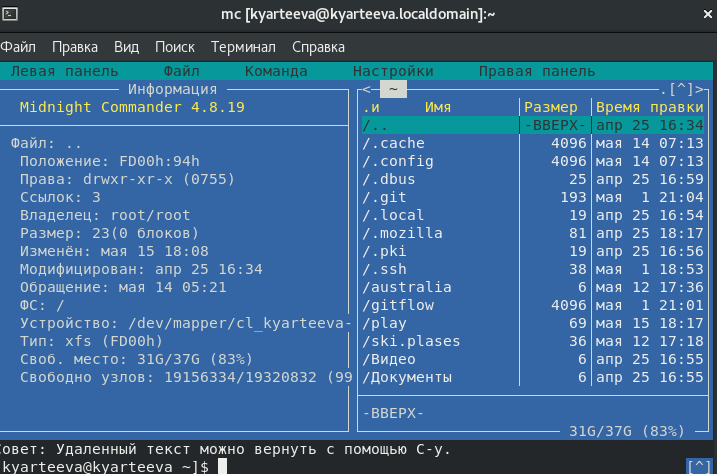 mc [kyarteeva@kyarteeva.localdomain]:~
Файл Правка Вид Поиск Терминал Справка
Левая панель Файл Команда Настройки Правая панель
Информация
Midnight Commander 4.8.19
Файл: ..
Положение: FD00h:94h
Права: drwxr-xr-x (0755)
Ссылок: 3
Владелец: root/root
Размер: 23(0 блоков)
Изменён: мая 15 18:08
Модифицирован: апр 25 16:34
Обращение: мая 14 05:21
ФС: /
Устройство: /dev/mapper/cl_kyarteeva-
Тип: xfs (FD00h)
Своб. место: 31G/37G (83%)
Свободно узлов: 19156334/19320832 (99
<─ ~ .[^]>
.и Имя Размер Время правки
/.. -ВВЕРХ- апр 25 16:34
/.cache 4096 мая 14 07:13
/.config 4096 мая 14 07:13
/.dbus 25 апр 25 16:59
/.git 193 мая 1 21:04
/.local 19 апр 25 16:54
/.mozilla 81 апр 25 18:17
/.pki 19 апр 25 16:56
/.ssh 38 мая 1 18:53
/australia 6 мая 12 17:36
/gitflow 4096 мая 1 21:01
/play 69 мая 15 18:17
/ski.plases 36 мая 12 17:18
/Видео 6 апр 25 16:55
/Документы 6 апр 25 16:55
-ВВЕРХ-
31G/37G (83%)
Совет: Удаленный текст можно вернуть с помощью C-y.
[kyarteeva@kyarteeva ~]$ [^]